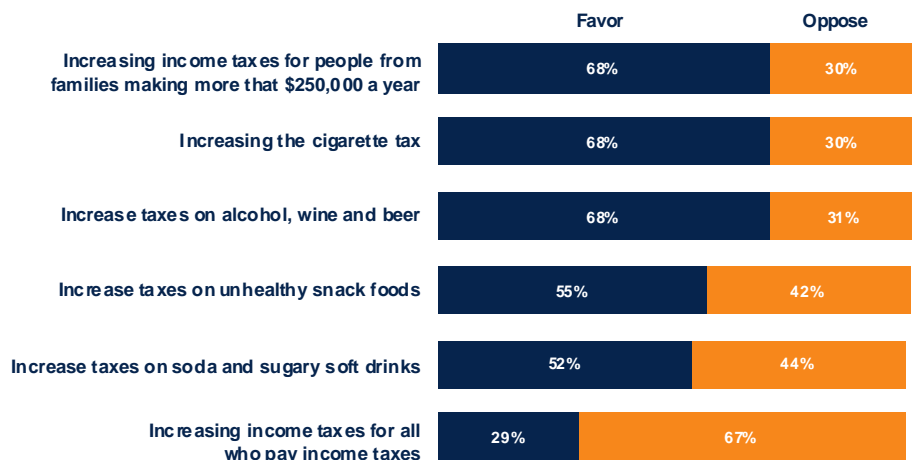 Favor Oppose
Increasing income taxes for people from
families making more that $250,000 a year
68% 30%
Increasing the cigarette tax
68% 30%
Increase taxes on alcohol, wine and beer
68% 31%
Increase taxes on unhealthy snack foods
55% 42%
Increase taxes on soda and sugary soft drinks
52% 44%
Increasing income taxes for all
who pay income taxes
29% 67%